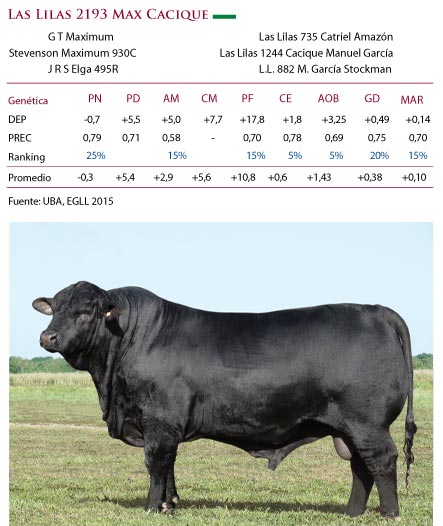 Las Lilas 2193 Max Cacique
G T Maximum Las Lilas 735 Catriel Amazón
Stevenson Maximum 930C Las Lilas 1244 Cacique Manuel García
J R S Elga 495R L.L. 882 M. García Stockman
Genética PN PD AM CM PF CE AOB GD MAR
DEP -0,7 +5,5 +5,0 +7,7 +17,8 +1,8 +3,25 +0,49 +0,14
PREC 0,79 0,71 0,58 - 0,70 0,78 0,69 0,75 0,70
Ranking 25% 15% 15% 5% 5% 20% 15%
Promedio -0,3 +5,4 +2,9 +5,6 +10,8 +0,6 +1,43 +0,38 +0,10
Fuente: UBA, EGLL 2015